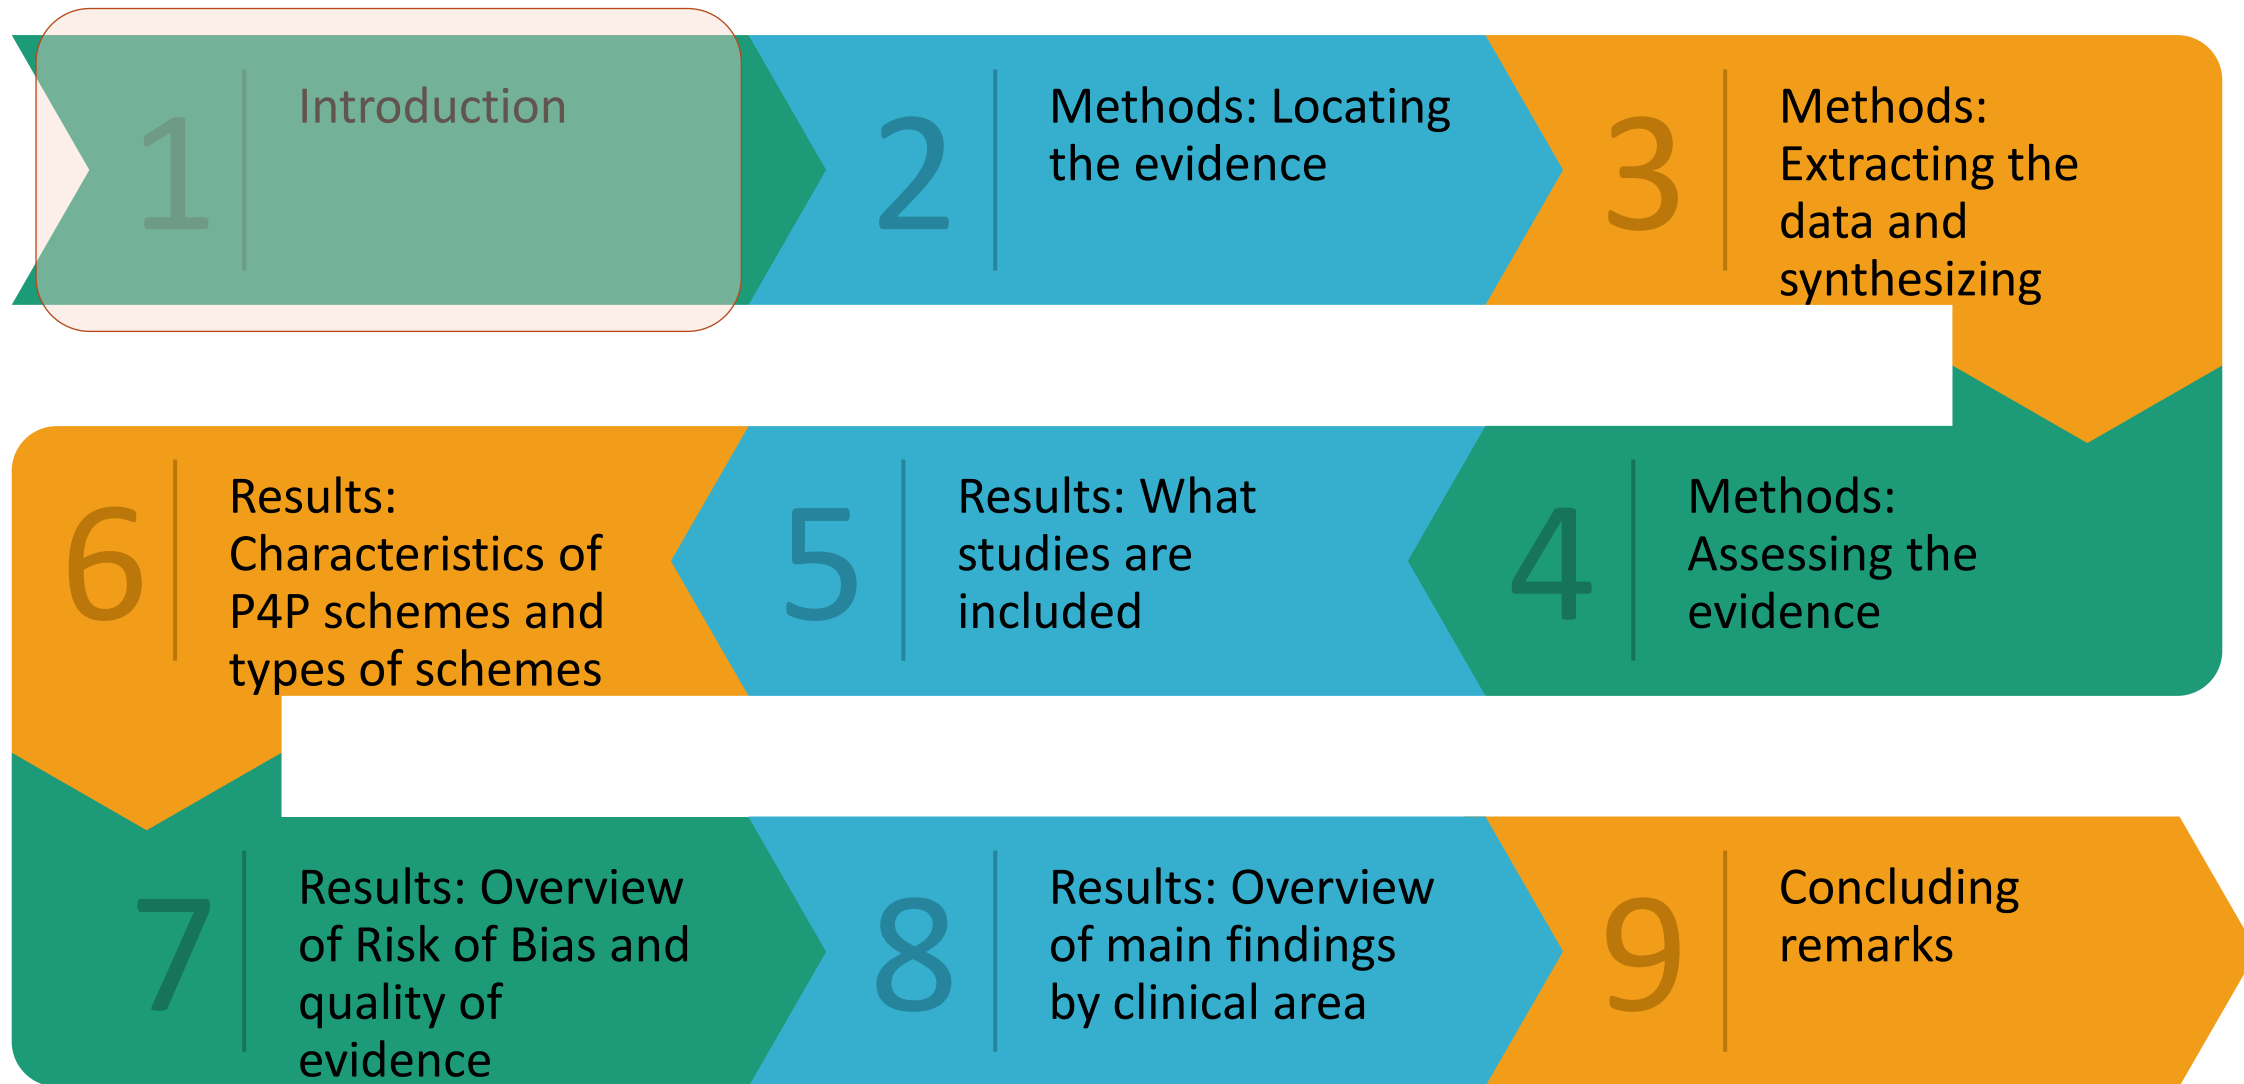 1
Introduction
2
Methods: Locating
the evidence
3
Methods:
Extracting the
data and
synthesizing
4
Methods:
Assessing the
evidence
5
Results: What
studies are
included
6
Results:
Characteristics of
P4P schemes and
types of schemes
7
Results: Overview
of Risk of Bias and
quality of
evidence
8
Results: Overview
of main findings
by clinical area
9
Concluding
remarks